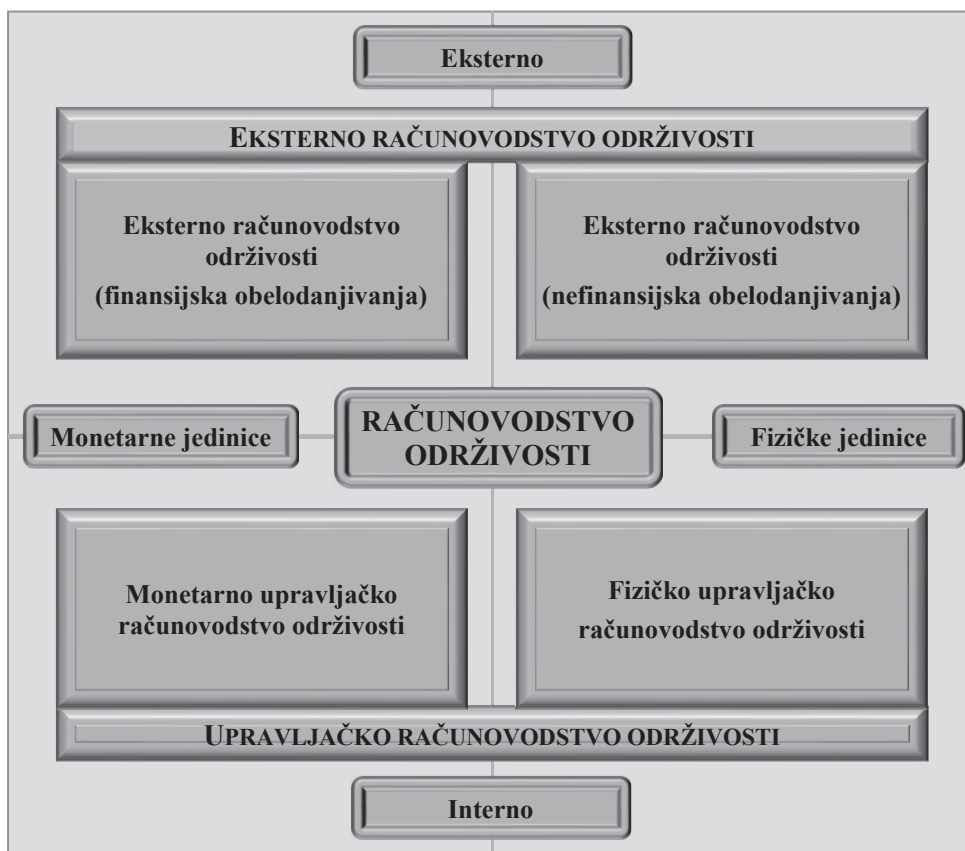 Eksterno
EKSTERNO RAČUNOVODSTVO ODRŽIVOSTI
Eksterno računovodstvo
održivosti
(finansijska obelodanjivanja)
Eksterno računovodstvo
održivosti
(nefinansijska obelodanjivanja)
Monetarne jedinice
RAČUNOVODSTVO
ODRŽIVOSTI
Fizičke jedinice
Monetarno upravljačko
računovodstvo održivosti
Fizičko upravljačko
računovodstvo održivosti
UPRAVLJAČKO RAČUNOVODSTVO ODRŽIVOSTI
Interno